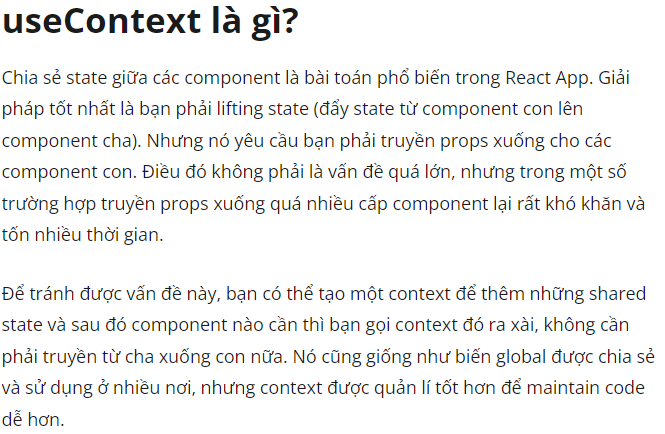 useContext là gì?
Chia sẻ state giữa các component là bài toán phổ biến trong React App. Giải
pháp tốt nhất là bạn phải lifting state (đẩy state từ component con lên
component cha). Nhưng nó yêu cầu bạn phải truyền props xuống cho các
component con. Điều đó không phải là vấn đề quá lớn, nhưng trong một số
trường hợp truyền props xuống quá nhiều cấp component lại rất khó khăn và
tốn nhiều thời gian.
Để tránh được vấn đề này, bạn có thể tạo một context để thêm những shared
state và sau đó component nào cần thì bạn gọi context đó ra xài, không cần
phải truyền từ cha xuống con nữa. Nó cũng giống như biến global được chia sẻ
và sử dụng ở nhiều nơi, nhưng context được quản lí tốt hơn để maintain code
dễ hơn.